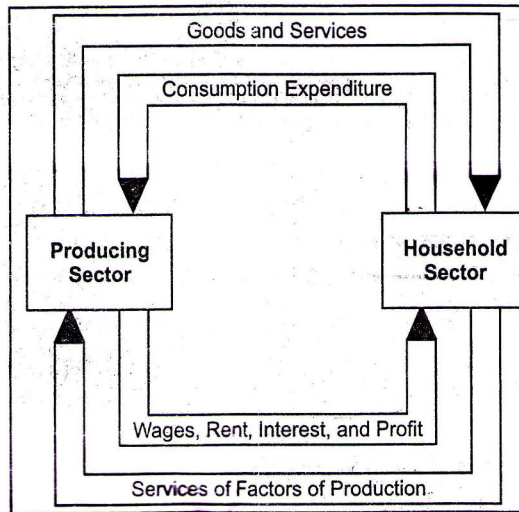 Goods and Services
Consumption Expenditure
Producing
Sector
Household
Sector
Wages, Rent, Interest, and Profit
Services of Factors of Production